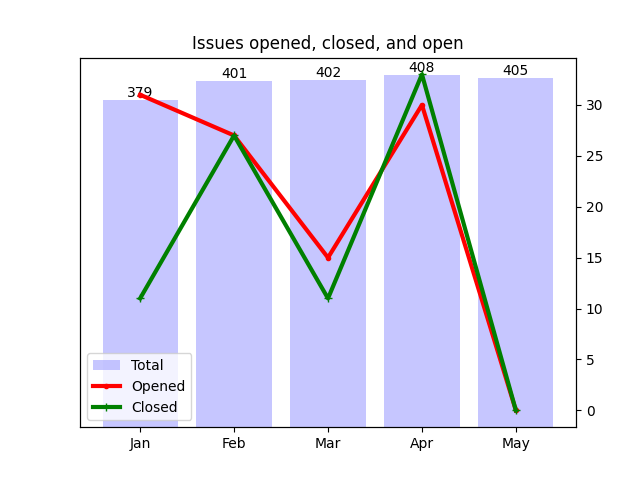 Issues opened, closed, and open
379
401
402
408
405
30
25
20
15
10
5
0
Total
Opened
Closed
Jan
Feb
Mar
Apr
May